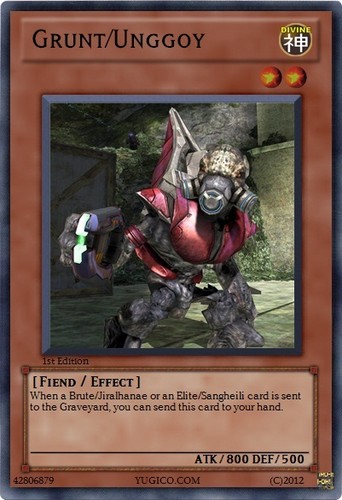 Grunt/Unggoy
DIVINE
神
1st Edition
[ Fiend / Effect ]
When a Brute/Jiralhanae or an Elite/Sangheili card is sent
to the Graveyard, you can send this card to your hand.
ATK / 800 DEF / 500
42806879 YUGICO.COM (C)2012